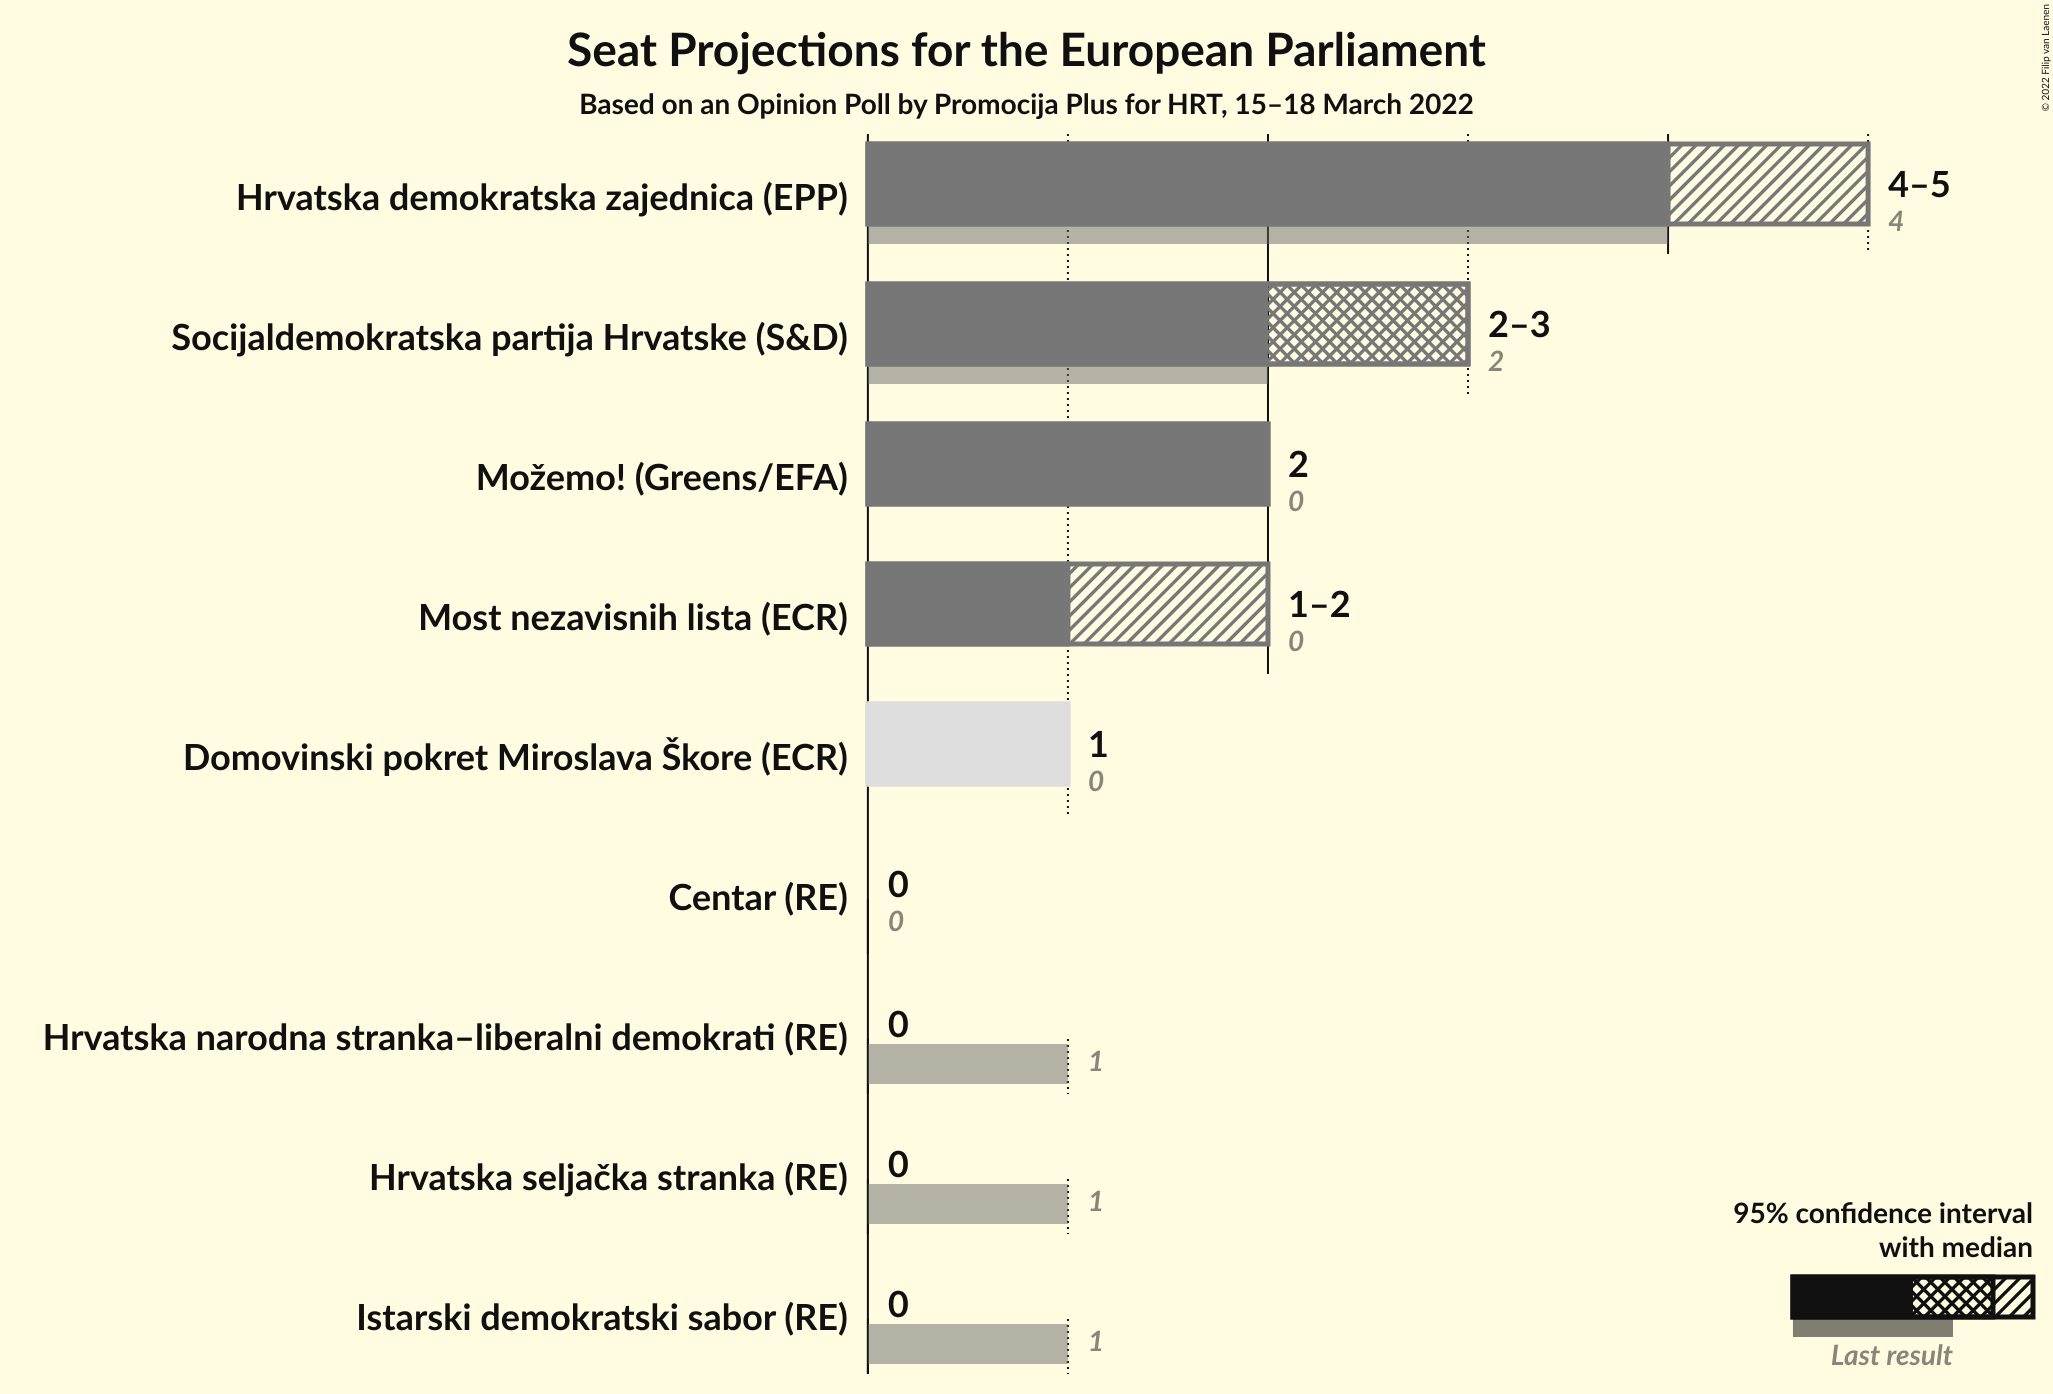 Seat Projections for the European Parliament
Based on an Opinion Poll by Promocija Plus for HRT, 15–18 March 2022
© 2022 Filip van Laenen
Hrvatska demokratska zajednica (EPP)
4–5
4
Socijaldemokratska partija Hrvatske (S&D)
2–3
2
Možemo! (Greens/EFA)
2
0
Most nezavisnih lista (ECR)
1–2
0
Domovinski pokret Miroslava Škore (ECR)
1
0
Centar (RE)
0
0
Hrvatska narodna stranka–liberalni demokrati (RE)
0
1
Hrvatska seljačka stranka (RE)
0
1
Istarski demokratski sabor (RE)
0
1
95% confidence interval
with median
Last result